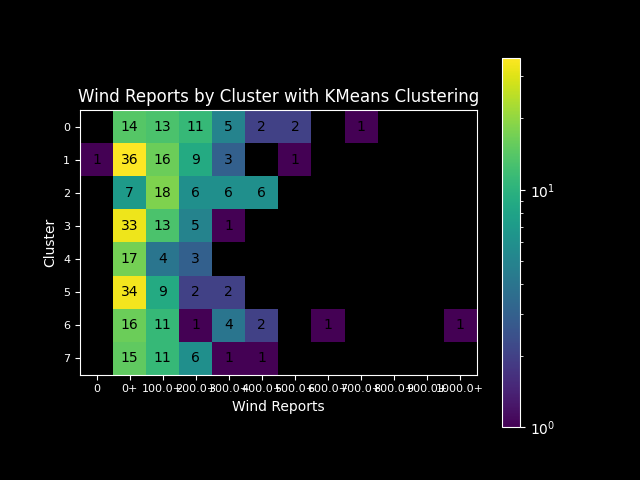 Wind Reports by Cluster with KMeans Clustering
0 14 13 11 5 2 2 1
1 1 36 16 9 3 1
2 7 18 6 6 6
3 33 13 5 1
4 17 4 3
5 34 9 2 2
6 16 11 1 4 2 1 1
7 15 11 6 1 1
0 0+ 100.0+ 200.0+ 300.0+ 400.0+ 500.0+ 600.0+ 700.0+ 800.0+ 900.0+ 1000.0+
Wind Reports
Cluster
10¹
10⁰